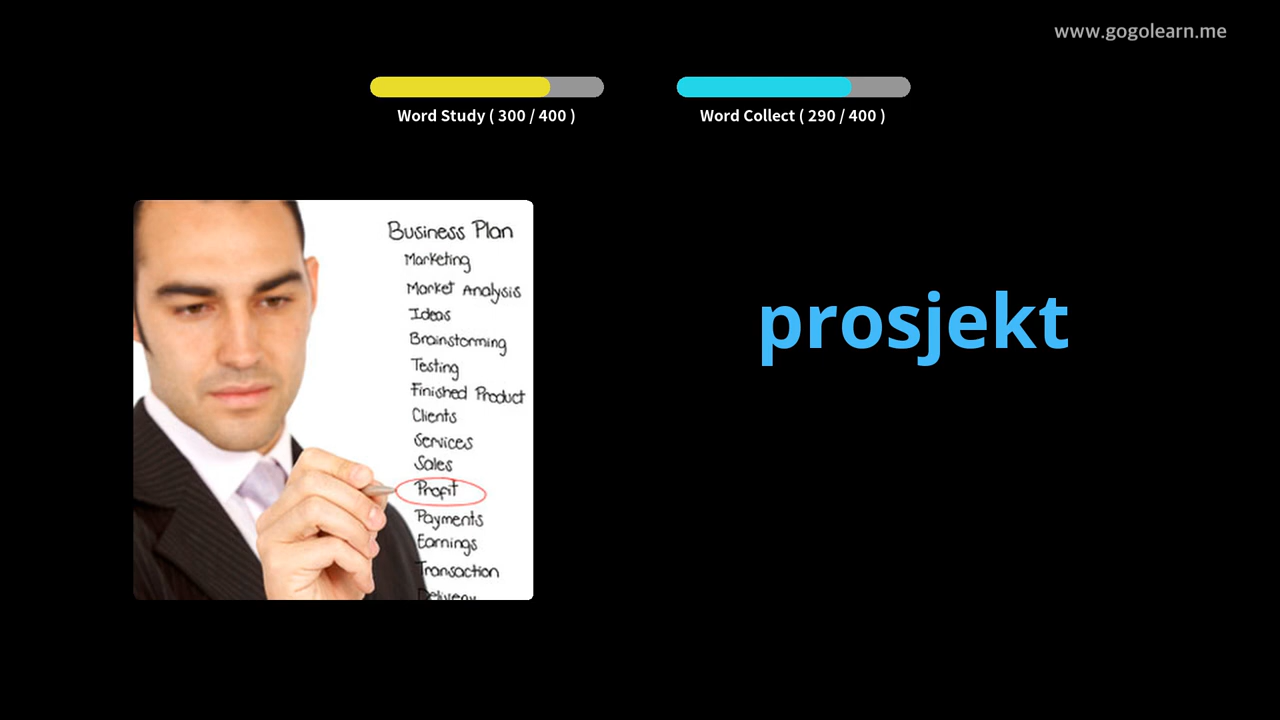 www.gogolearn.me
Word Study ( 300 / 400 )
Word Collect ( 290 / 400 )
Business Plan
Marketing
Market Analysis
Ideas
Brainstorming
Testing
Finished Product
Clients
Services
Sales
Profit
Payments
Earnings
Transaction
Delivery
prosjekt